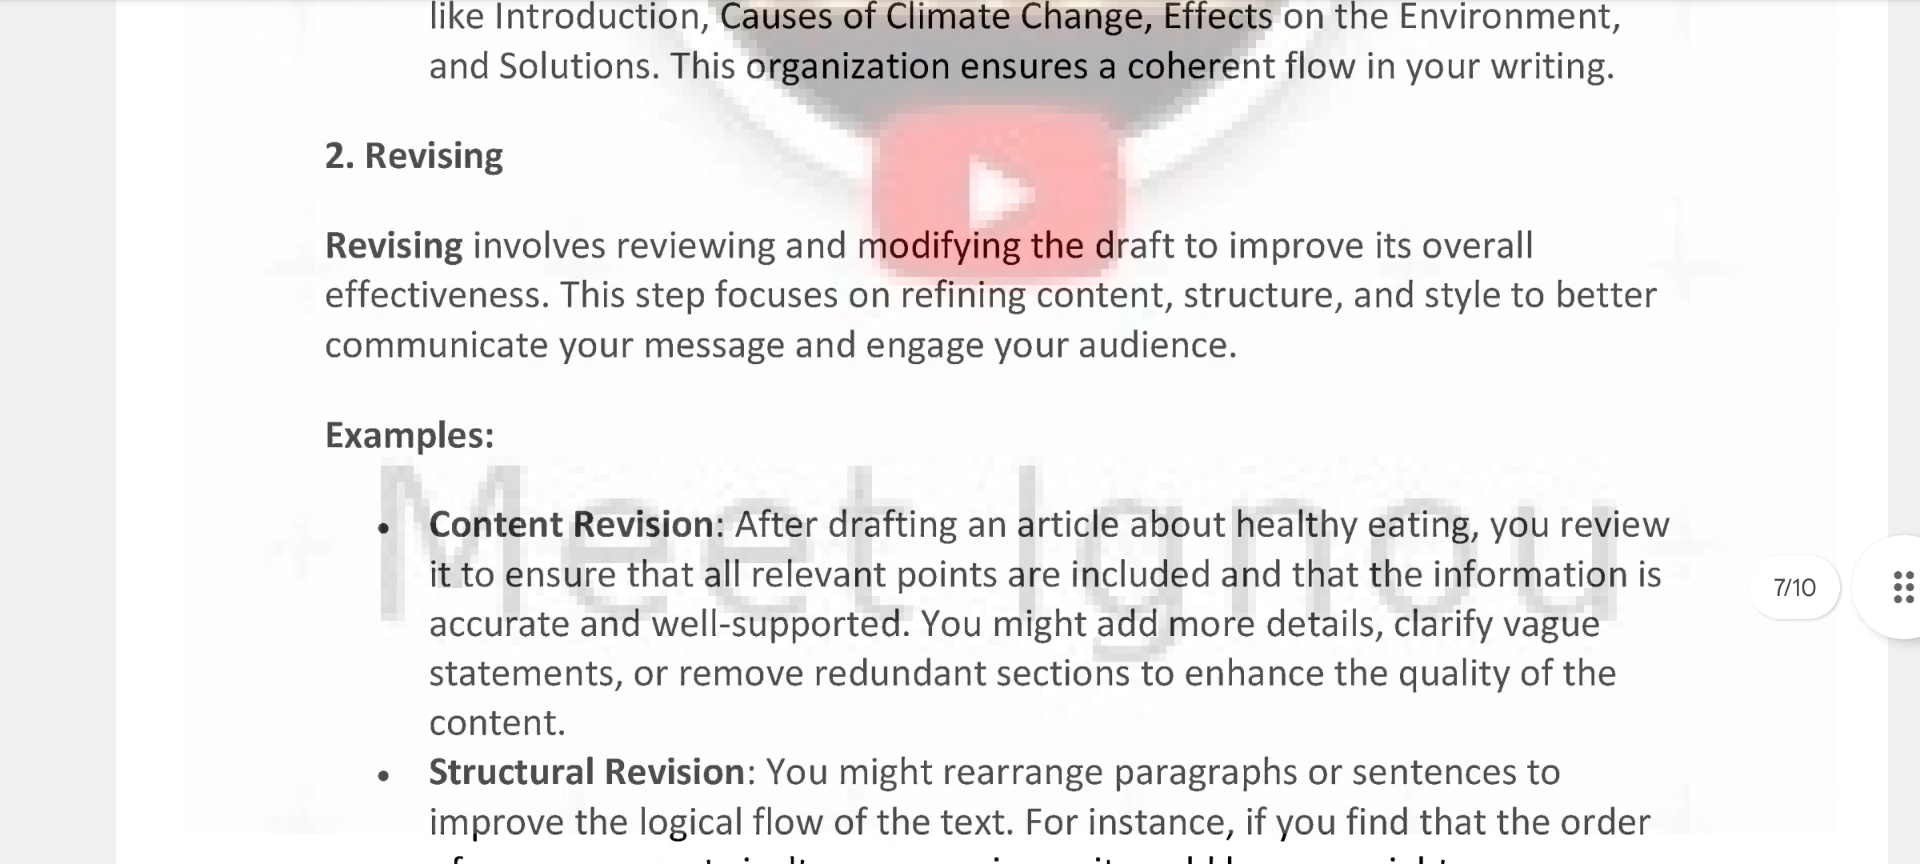 like Introduction, Causes of Climate Change, Effects on the Environment,
and Solutions. This organization ensures a coherent flow in your writing.
2. Revising
Revising involves reviewing and modifying the draft to improve its overall
effectiveness. This step focuses on refining content, structure, and style to better
communicate your message and engage your audience.
Examples:
Meet Ignou
• Content Revision: After drafting an article about healthy eating, you review
it to ensure that all relevant points are included and that the information is
accurate and well-supported. You might add more details, clarify vague
statements, or remove redundant sections to enhance the quality of the
content.
7/10
• Structural Revision: You might rearrange paragraphs or sentences to
improve the logical flow of the text. For instance, if you find that the order